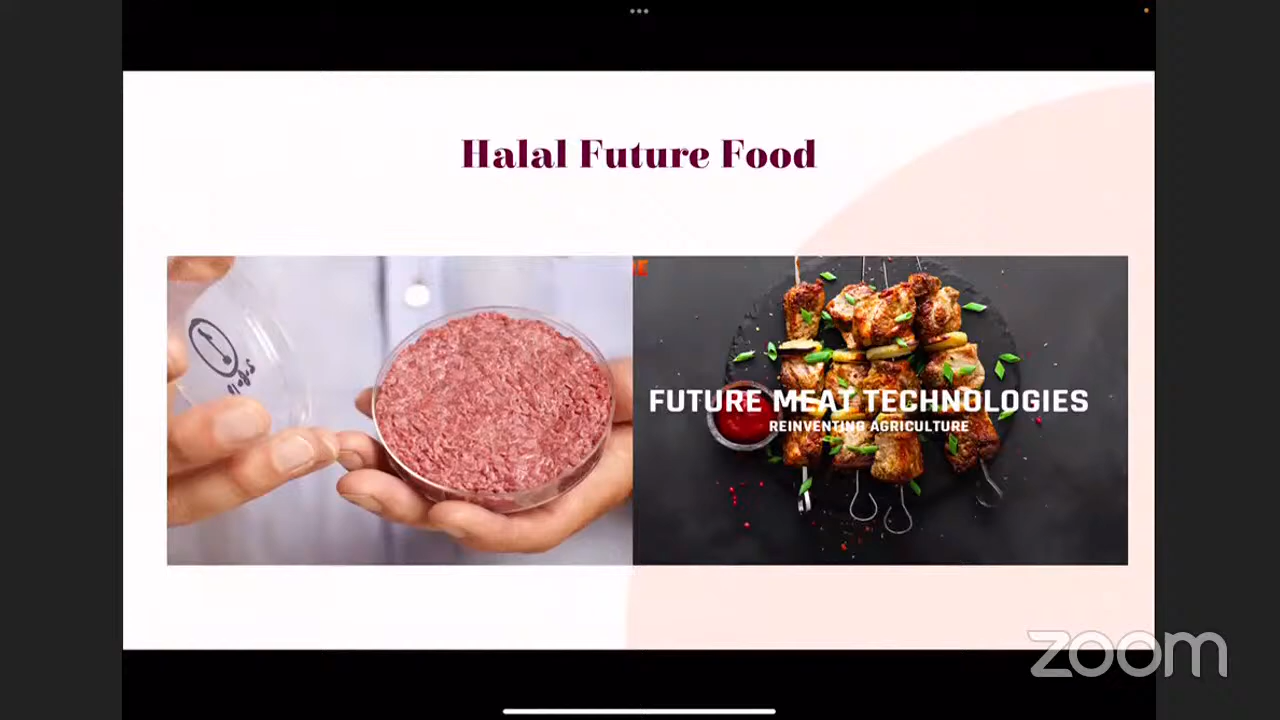 Halal Future Food
FUTURE MEAT TECHNOLOGIES
REINVENTING AGRICULTURE
zoom